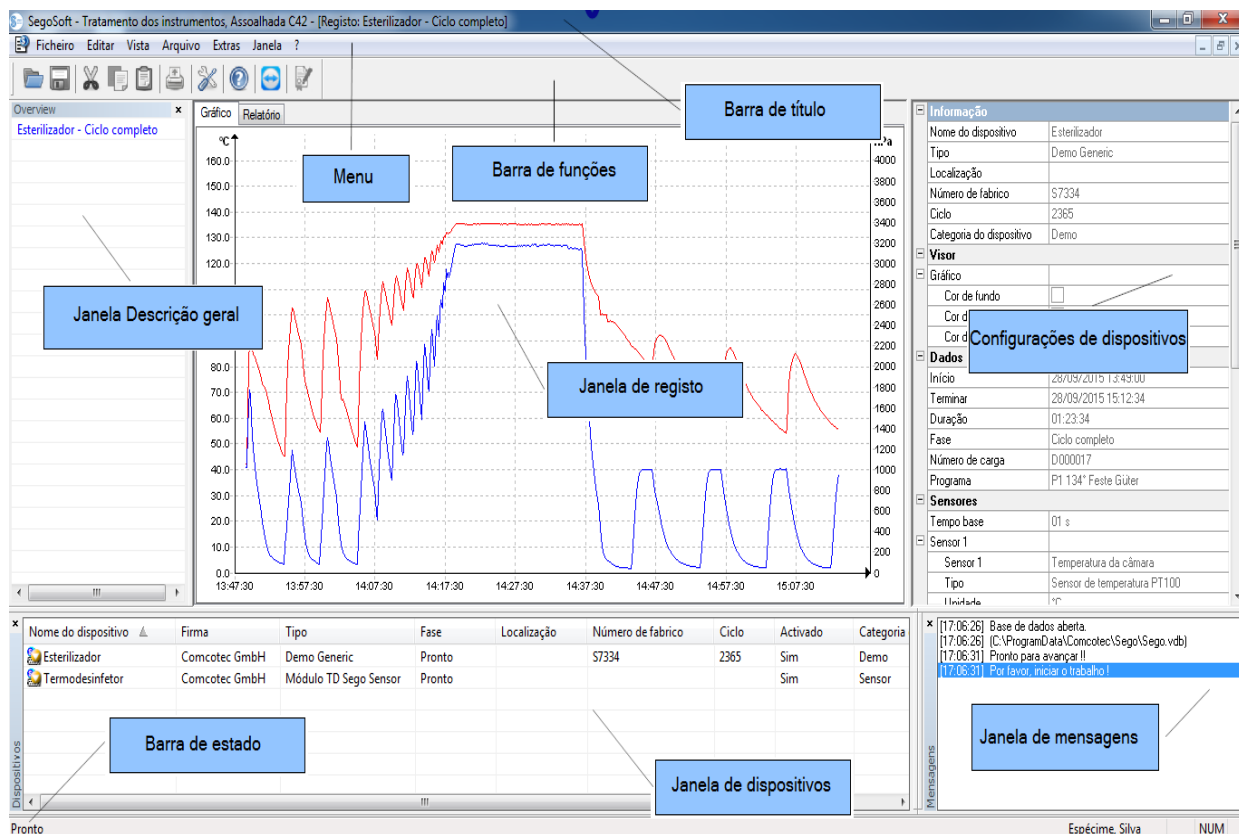 SegoSoft - Tratamento dos instrumentos, Assoalhada C42 - [Registo: Esterilizador - Ciclo completo]
Ficheiro Editar Vista Arquivo Extras Janela ?
Barra de título
Menu
Barra de funções
Overview
Esterilizador - Ciclo completo
Janela Descrição geral
Gráfico Relatório
°C
160.0
150.0
140.0
130.0
120.0
80.0
70.0
60.0
50.0
40.0
30.0
20.0
10.0
0.0
4000
3800
3600
3400
3200
3000
2800
2600
2400
2200
2000
1800
1600
1400
1200
1000
800
600
400
200
0
13:47:30 13:57:30 14:07:30 14:17:30 14:27:30 14:37:30 14:47:30 14:57:30 15:07:30
Janela de registo
Informação
Nome do dispositivo Esterilizador
Tipo Demo Generic
Localização
Número de fabrico S7334
Ciclo 2365
Categoria do dispositivo Demo
Visor
Gráfico
Cor de fundo
Cor d
Cor d
Configurações de dispositivos
Dados
Início 28/09/2015 13:49:00
Terminar 28/09/2015 15:12:34
Duração 01:23:34
Fase Ciclo completo
Número de carga D000017
Programa P1 134° Feste Güter
Sensores
Tempo base 01 s
Sensor 1
Sensor 1 Temperatura da câmara
Tipo Sensor de temperatura PT100
Unidade °C
Nome do dispositivo Firma Tipo Fase Localização Número de fabrico Ciclo Activado Categoria
Esterilizador Comcotec GmbH Demo Generic Pronto S7334 2365 Sim Demo
Termodesinfetor Comcotec GmbH Módulo TD Sego Sensor Pronto Sim Sensor
Dispositivos
Barra de estado
Janela de dispositivos
[17:06:26] Base de dados aberta.
[17:06:26] (C:\ProgramData\Comcotec\Sego\Sego.vdb)
[17:06:31] Pronto para avançar !!
[17:06:31] Por favor, iniciar o trabalho !
Janela de mensagens
Mensagens
Pronto Espécime, Silva NUM